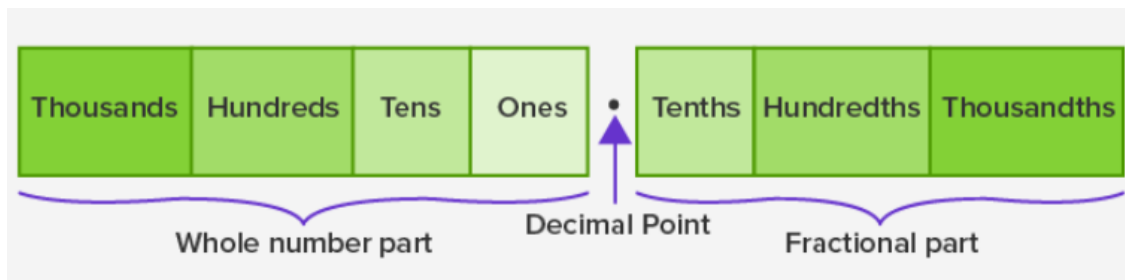 Thousands Hundreds Tens Ones . Tenths Hundredths Thousandths
Decimal Point
Whole number part Fractional part